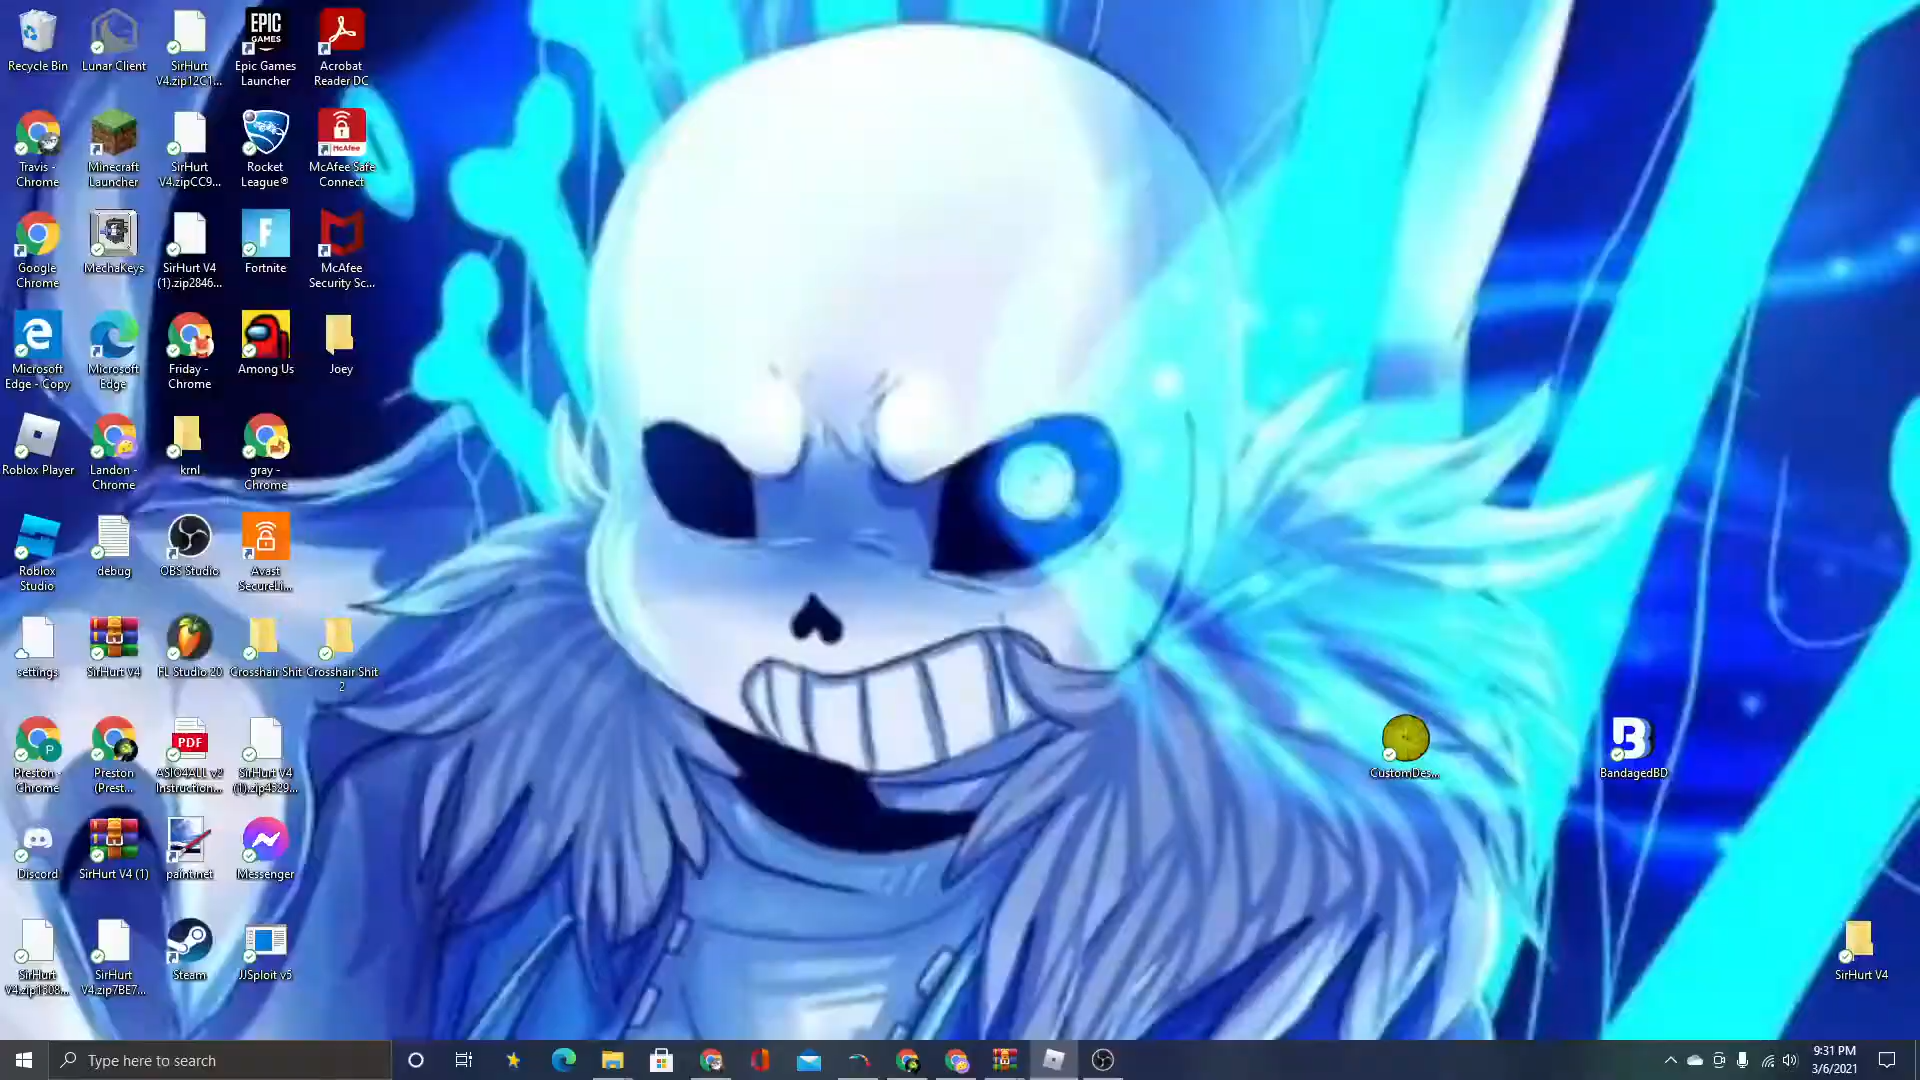 Recycle Bin
Lunar Client
SirHurt
V4.zip12C1...
EPIC
GAMES
Epic Games
Launcher
Acrobat
Reader DC
Travis -
Chrome
Minecraft
Launcher
SirHurt
V4.zipCC9...
Rocket
League®
McAfee
McAfee Safe
Connect
Google
Chrome
MechaKeys
SirHurt V4
(1).zip2846...
Fortnite
McAfee
Security Sc...
Microsoft
Edge - Copy
Microsoft
Edge
Friday -
Chrome
Among Us
Joey
Roblox Player
Landon -
Chrome
krnl
gray -
Chrome
Roblox
Studio
debug
OBS Studio
Avast
SecureLi...
settings
SirHurt V4
FL Studio 20
Crosshair Shit
Crosshair Shit
2
Preston -
Chrome
Preston
(Prest...
PDF
ASIO4ALL v2
Instruction...
SirHurt V4
(1).zip4329...
CustomDes...
BandagedBD
Discord
SirHurt V4 (1)
paint.net
Messenger
SirHurt
SirHurt
V4.zip7BE7...
Steam
JJSploit v5
SirHurt V4
Type here to search
9:31 PM
3/6/2021